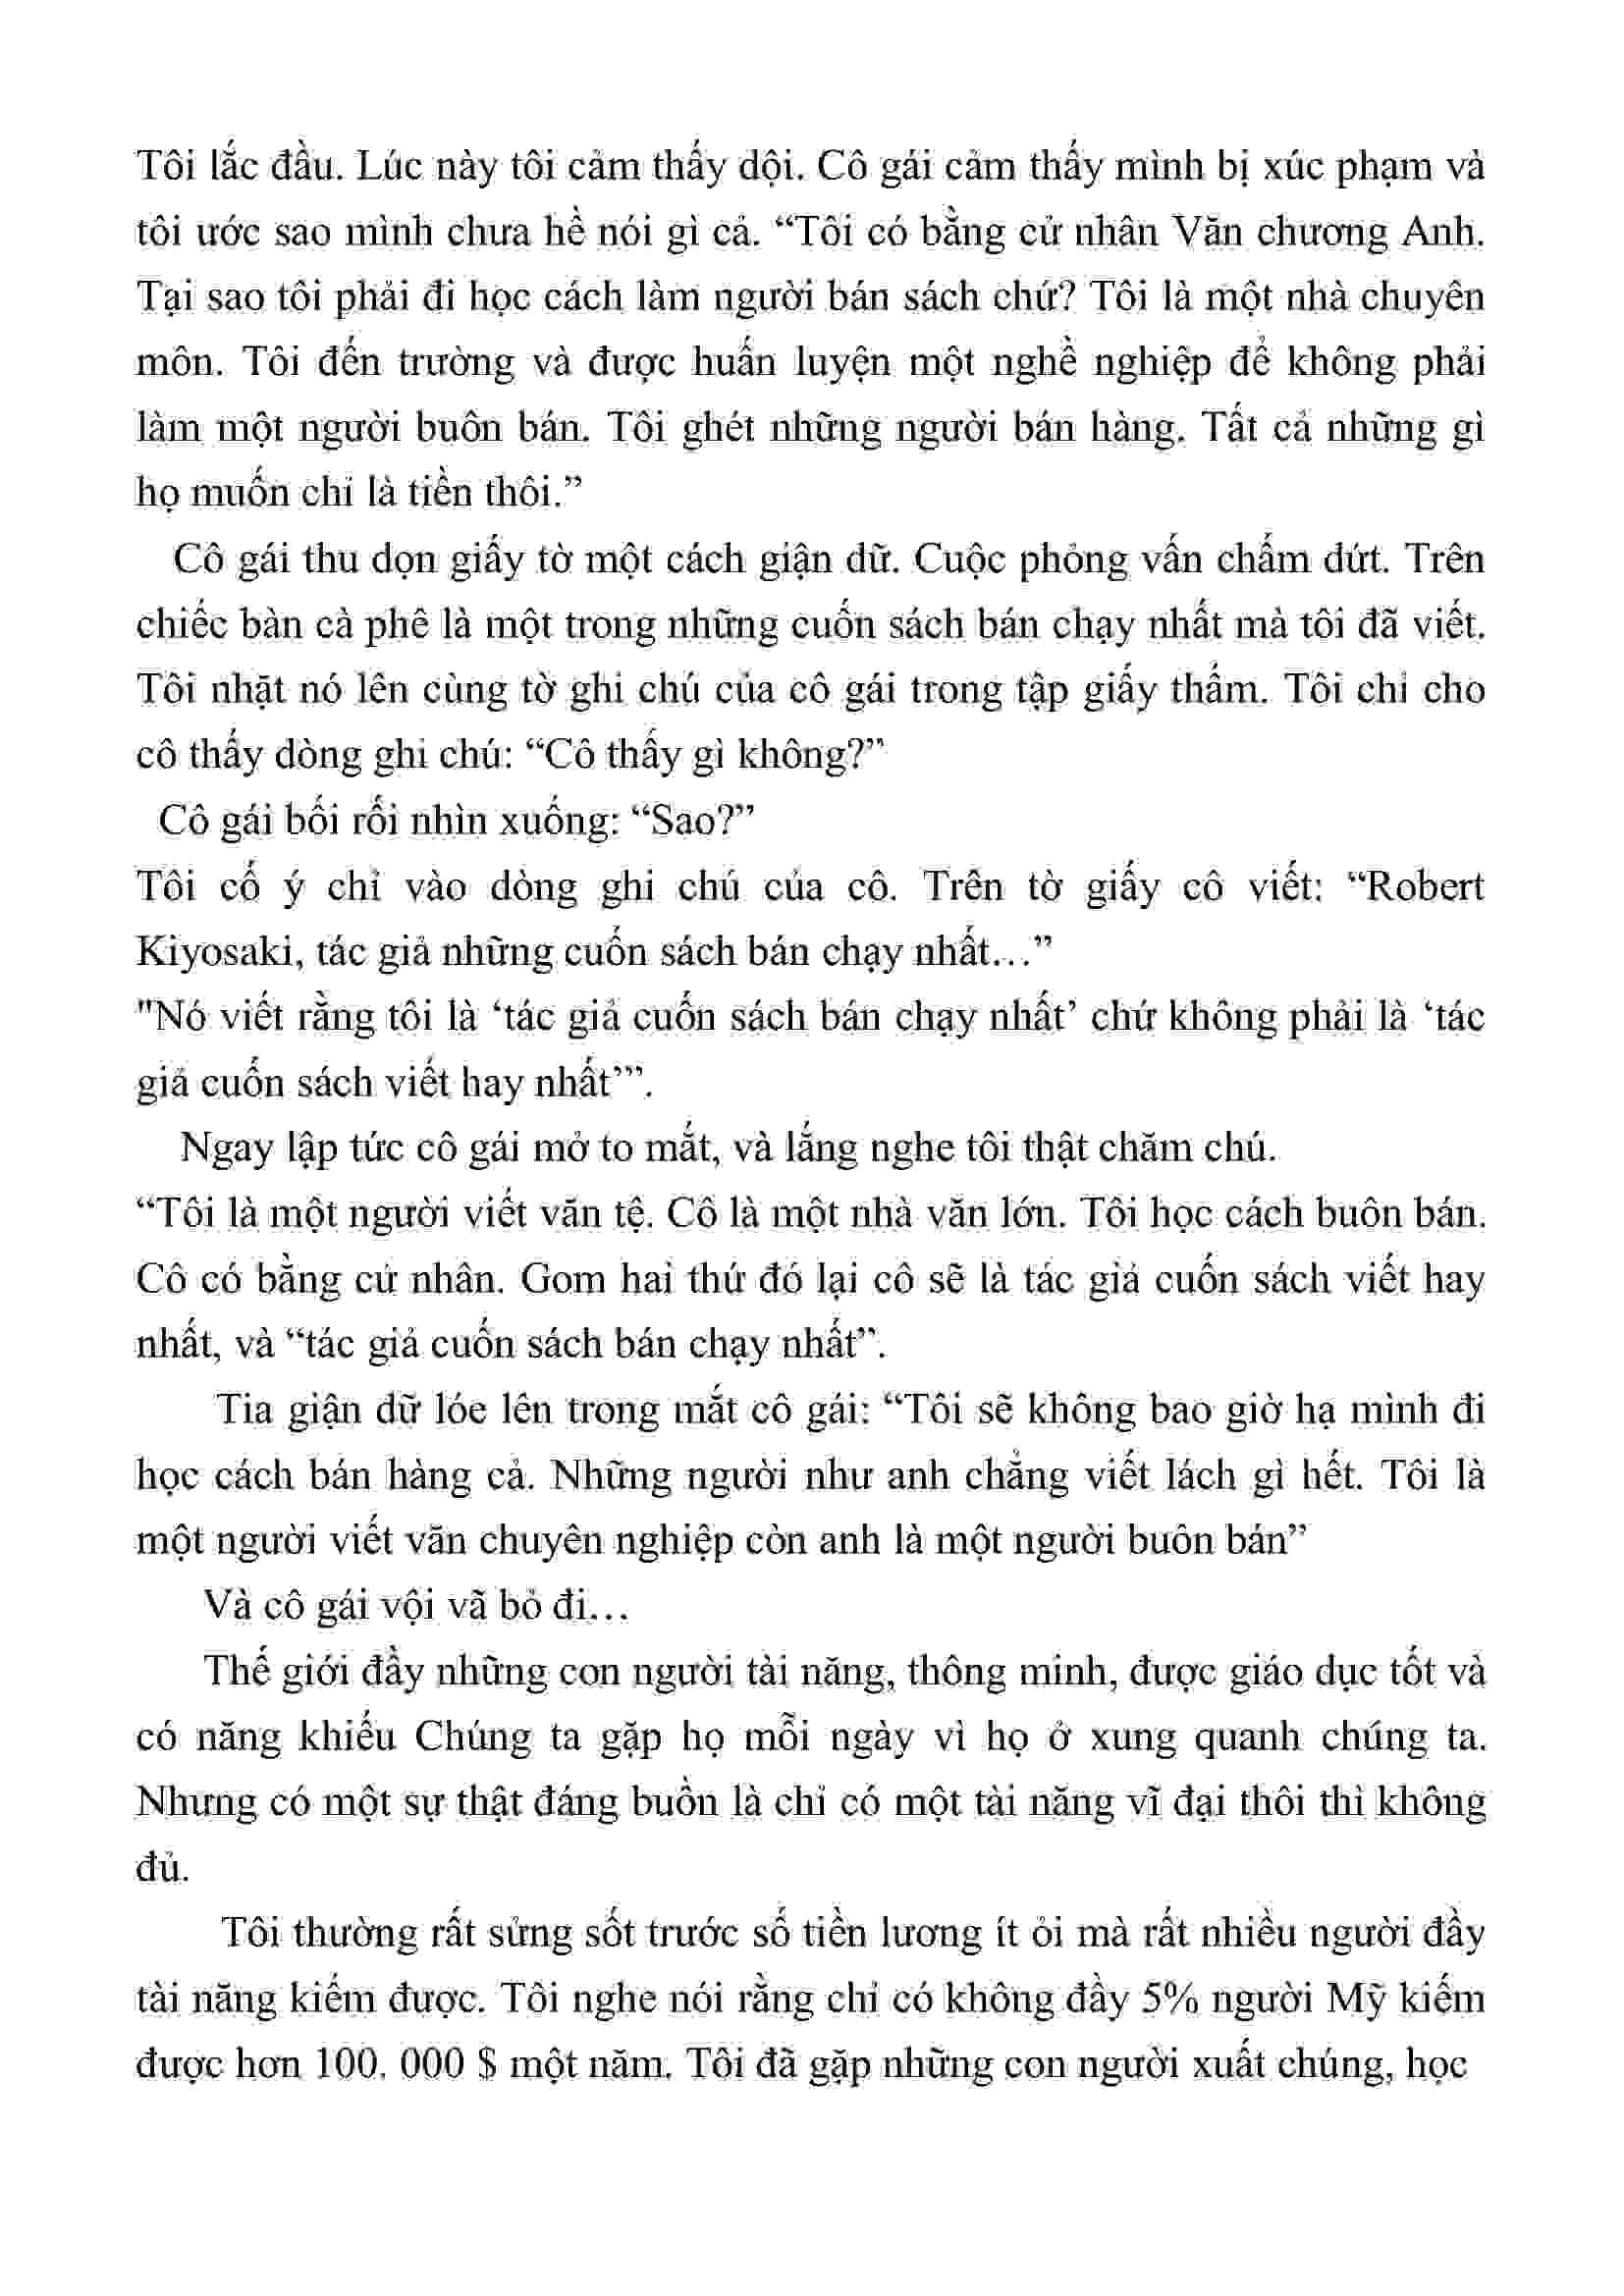 Tôi lắc đầu. Lúc này tôi cảm thấy dội. Cô gái cảm thấy mình bị xúc phạm và
tôi ước sao mình chưa hề nói gì cả. “Tôi có bằng cử nhân Văn chương Anh.
Tại sao tôi phải đi học cách làm người bán sách chứ? Tôi là một nhà chuyên
môn. Tôi đến trường và được huấn luyện một nghề nghiệp để không phải
làm một người buôn bán. Tôi ghét những người bán hàng. Tất cả những gì
họ muốn chỉ là tiền thôi.”
Cô gái thu dọn giấy tờ một cách giận dữ. Cuộc phỏng vấn chấm dứt. Trên
chiếc bàn cà phê là một trong những cuốn sách bán chạy nhất mà tôi đã viết.
Tôi nhặt nó lên cùng tờ ghi chú của cô gái trong tập giấy thấm. Tôi chỉ cho
cô thấy dòng ghi chú: “Cô thấy gì không?”
Cô gái bối rối nhìn xuống: “Sao?”
Tôi cố ý chỉ vào dòng ghi chú của cô. Trên tờ giấy cô viết: “Robert
Kiyosaki, tác giả những cuốn sách bán chạy nhất…”
"Nó viết rằng tôi là ‘tác giả cuốn sách bán chạy nhất’ chứ không phải là ‘tác
giả cuốn sách viết hay nhất’”.
Ngay lập tức cô gái mở to mắt, và lắng nghe tôi thật chăm chú.
“Tôi là một người viết văn tệ. Cô là một nhà văn lớn. Tôi học cách buôn bán.
Cô có bằng cử nhân. Gom hai thứ đó lại cô sẽ là tác giả cuốn sách viết hay
nhất, và “tác giả cuốn sách bán chạy nhất”.
Tia giận dữ lóe lên trong mắt cô gái: “Tôi sẽ không bao giờ hạ mình đi
học cách bán hàng cả. Những người như anh chẳng viết lách gì hết. Tôi là
một người viết văn chuyên nghiệp còn anh là một người buôn bán”
Và cô gái vội vã bỏ đi…
Thế giới đầy những con người tài năng, thông minh, được giáo dục tốt và
có năng khiếu Chúng ta gặp họ mỗi ngày vì họ ở xung quanh chúng ta.
Nhưng có một sự thật đáng buồn là chỉ có một tài năng vĩ đại thôi thì không
đủ.
Tôi thường rất sửng sốt trước số tiền lương ít ỏi mà rất nhiều người đầy
tài năng kiếm được. Tôi nghe nói rằng chỉ có không đầy 5% người Mỹ kiếm
được hơn 100. 000 $ một năm. Tôi đã gặp những con người xuất chúng, học